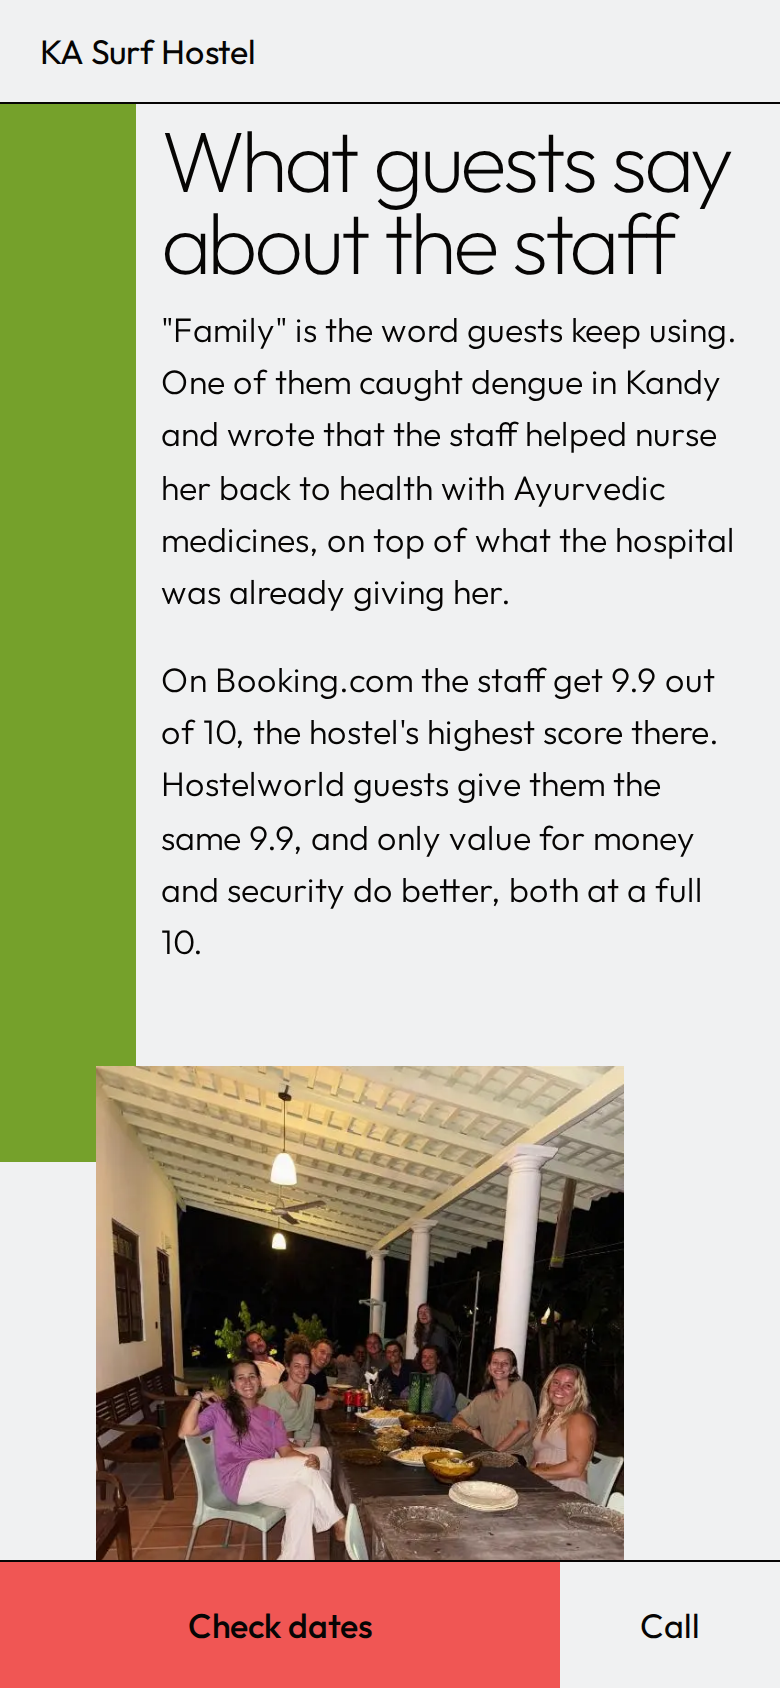 KA Surf Hostel
What guests say
about the staff
"Family" is the word guests keep using.
One of them caught dengue in Kandy
and wrote that the staff helped nurse
her back to health with Ayurvedic
medicines, on top of what the hospital
was already giving her.
On Booking.com the staff get 9.9 out
of 10, the hostel's highest score there.
Hostelworld guests give them the
same 9.9, and only value for money
and security do better, both at a full
10.
Check dates
Call